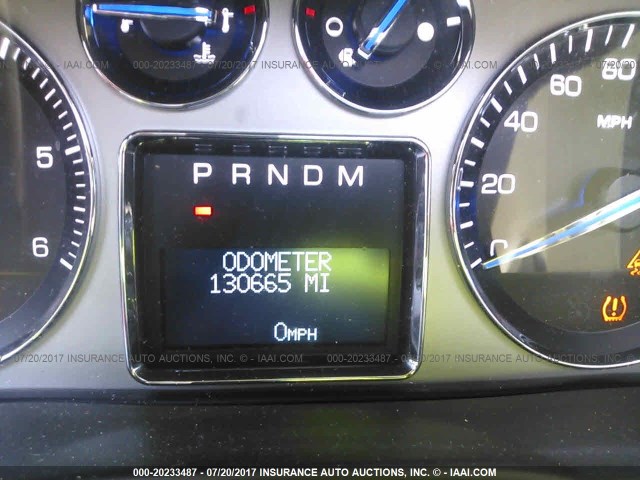 80
60
MPH
40
20
0
5
6
P R N D M
ODOMETER
130665 MI
0MPH
000-20233487 - 07/20/2017 INSURANCE AUTO AUCTIONS, INC. - IAAI.COM